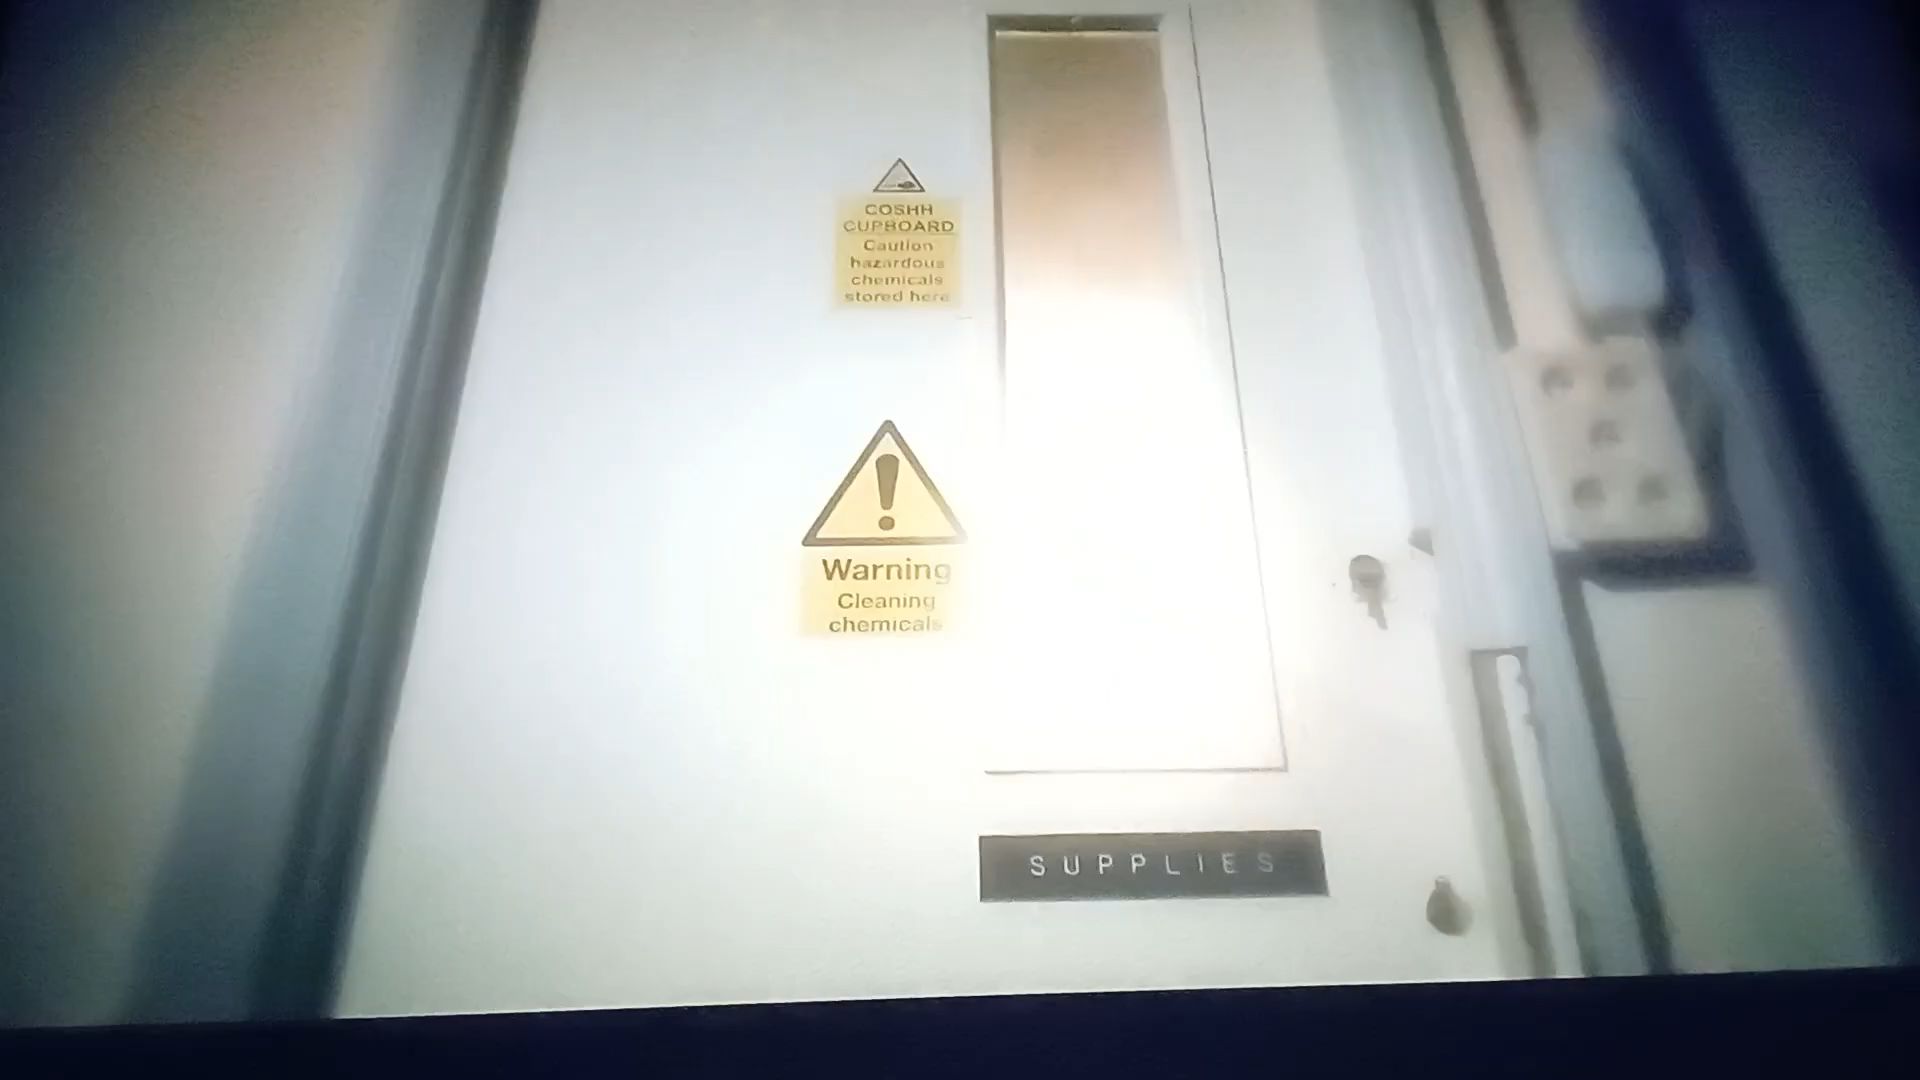 COSHH
CUPBOARD
Caution
hazardous
chemicals
stored here
Warning
Cleaning
chemicals
SUPPLIES